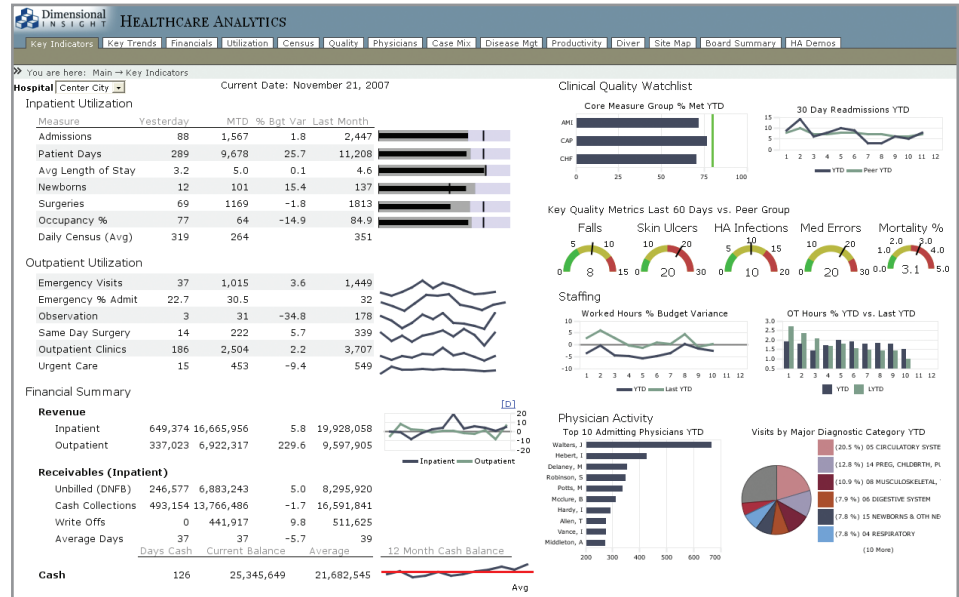 Dimensional
INSIGHT
HEALTHCARE ANALYTICS
Key Indicators Key Trends Financials Utilization Census Quality Physicians Case Mix Disease Mgt Productivity Diver Site Map Board Summary HA Demos
» You are here: Main → Key Indicators
Hospital Center City
Current Date: November 21, 2007
Inpatient Utilization
Measure Yesterday MTD % Bgt Var Last Month
Admissions 88 1,567 1.8 2,447
Patient Days 289 9,678 25.7 11,208
Avg Length of Stay 3.2 5.0 0.1 4.6
Newborns 12 101 15.4 137
Surgeries 69 1169 -1.8 1813
Occupancy % 77 64 -14.9 84.9
Daily Census (Avg) 319 264 351
Outpatient Utilization
Emergency Visits 37 1,015 3.6 1,449
Emergency % Admit 22.7 30.5 32
Observation 3 31 -34.8 178
Same Day Surgery 14 222 5.7 339
Outpatient Clinics 186 2,504 2.2 3,707
Urgent Care 15 453 -9.4 549
Financial Summary
Revenue
Inpatient 649,374 16,665,956 5.8 19,928,058
Outpatient 337,023 6,922,317 229.6 9,597,905
[D]
20
10
0
-10
-20
Inpatient Outpatient
Receivables (Inpatient)
Unbilled (DNFB) 246,577 6,883,243 5.0 8,295,920
Cash Collections 493,154 13,766,486 -1.7 16,591,841
Write Offs 0 441,917 9.8 511,625
Average Days 37 37 -5.7 39
Days Cash Current Balance Average 12 Month Cash Balance
Cash 126 25,345,649 21,682,545
Avg
Clinical Quality Watchlist
Core Measure Group % Met YTD
AMI
CAP
CHF
0 25 50 75 100
30 Day Readmissions YTD
15
10
5
0
1 2 3 4 5 6 7 8 9 10 11 12
YTD Peer YTD
Key Quality Metrics Last 60 Days vs. Peer Group
Falls Skin Ulcers HA Infections Med Errors Mortality %
0 5 10 15 8
0 10 20 30 20
0 5 10 15 20 10
0 10 20 30 20
0.0 1.0 2.0 3.0 4.0 5.0 3.1
Staffing
Worked Hours % Budget Variance
10
5
0
-5
-10
1 2 3 4 5 6 7 8 9 10 11 12
YTD Last YTD
OT Hours % YTD vs. Last YTD
3.0
2.5
2.0
1.5
1.0
0.5
1 2 3 4 5 6 7 8 9 10 11 12
YTD LYTD
Physician Activity
Top 10 Admitting Physicians YTD
Walters, J
Hebert, I
Delaney, M
Robinson, S
Potts, M
Mcclure, B
Hardy, I
Allen, T
Vance, I
Middleton, A
200 300 400 500 600 700
Visits by Major Diagnostic Category YTD
(20.5 %) 05 CIRCULATORY SYSTE
(12.8 %) 14 PREG, CHLDBRTH, PU
(10.9 %) 08 MUSCULOSKELETAL,
(7.9 %) 06 DIGESTIVE SYSTEM
(7.8 %) 15 NEWBORNS & OTH NE
(7.8 %) 04 RESPIRATORY
(10 More)